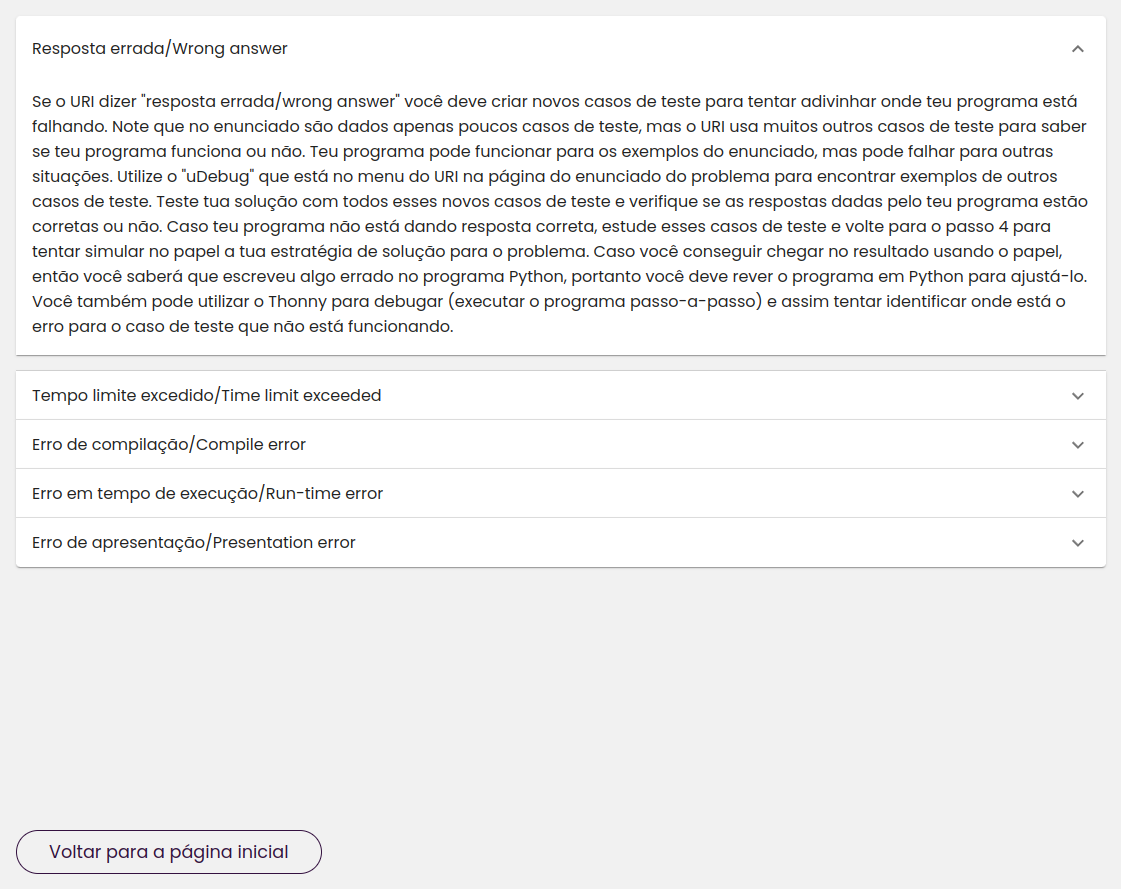 Resposta errada/Wrong answer
Se o URI dizer "resposta errada/wrong answer" você deve criar novos casos de teste para tentar adivinhar onde teu programa está
falhando. Note que no enunciado são dados apenas poucos casos de teste, mas o URI usa muitos outros casos de teste para saber
se teu programa funciona ou não. Teu programa pode funcionar para os exemplos do enunciado, mas pode falhar para outras
situações. Utilize o "uDebug" que está no menu do URI na página do enunciado do problema para encontrar exemplos de outros
casos de teste. Teste tua solução com todos esses novos casos de teste e verifique se as respostas dadas pelo teu programa estão
corretas ou não. Caso teu programa não está dando resposta correta, estude esses casos de teste e volte para o passo 4 para
tentar simular no papel a tua estratégia de solução para o problema. Caso você conseguir chegar no resultado usando o papel,
então você saberá que escreveu algo errado no programa Python, portanto você deve rever o programa em Python para ajustá-lo.
Você também pode utilizar o Thonny para debugar (executar o programa passo-a-passo) e assim tentar identificar onde está o
erro para o caso de teste que não está funcionando.
Tempo limite excedido/Time limit exceeded
Erro de compilação/Compile error
Erro em tempo de execução/Run-time error
Erro de apresentação/Presentation error
Voltar para a página inicial